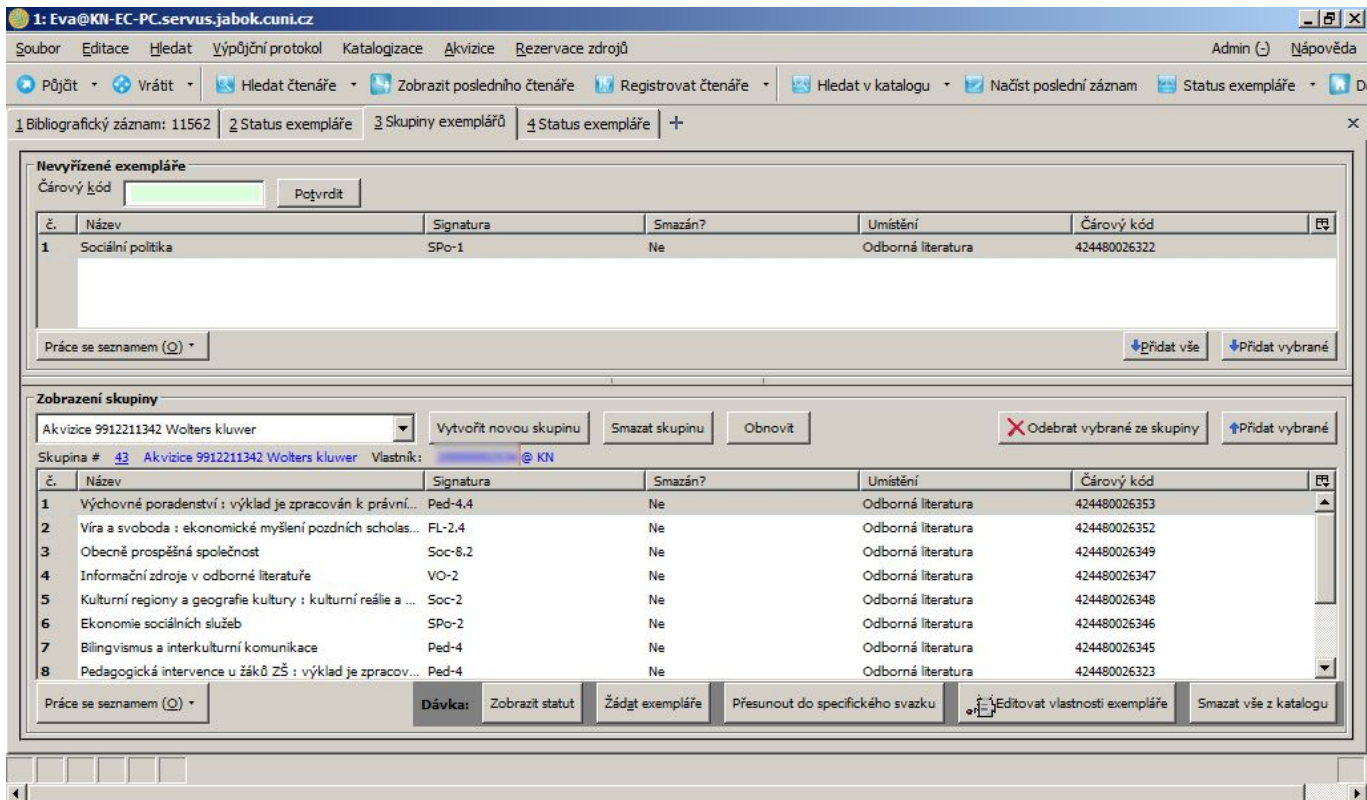 1: Eva@KN-EC-PC.servus.jabok.cuni.cz
Soubor Editace Hledat Výpůjční protokol Katalogizace Akvizice Rezervace zdrojů Admin (-) Nápověda
Půjčit Vrátit Hledat čtenáře Zobrazit posledního čtenáře Registrovat čtenáře Hledat v katalogu Načíst poslední záznam Status exempláře D
1 Bibliografický záznam: 11562 2 Status exempláře 3 Skupiny exemplářů 4 Status exempláře
Nevyřízené exempláře
Čárový kód Potvrdit
č. Název Signatura Smazán? Umístění Čárový kód
1 Sociální politika SPo-1 Ne Odborná literatura 424480026322
Práce se seznamem (O) Přidat vše Přidat vybrané
Zobrazení skupiny
Akvizice 9912211342 Wolters kluwer Vytvořit novou skupinu Smazat skupinu Obnovit Odebrat vybrané ze skupiny Přidat vybrané
Skupina # 43 Akvizice 9912211342 Wolters kluwer Vlastník: @ KN
č. Název Signatura Smazán? Umístění Čárový kód
1 Výchovné poradenství : výklad je zpracován k právní... Ped-4.4 Ne Odborná literatura 424480026353
2 Víra a svoboda : ekonomické myšlení pozdních scholas... FL-2.4 Ne Odborná literatura 424480026352
3 Obecně prospěšná společnost Soc-8.2 Ne Odborná literatura 424480026349
4 Informační zdroje v odborné literatuře VO-2 Ne Odborná literatura 424480026347
5 Kulturní regiony a geografie kultury : kulturní reálie a ... Soc-2 Ne Odborná literatura 424480026348
6 Ekonomie sociálních služeb SPo-2 Ne Odborná literatura 424480026346
7 Bilingvismus a interkulturní komunikace Ped-4 Ne Odborná literatura 424480026345
8 Pedagogická intervence u žáků ZŠ : výklad je zpracov... Ped-4 Ne Odborná literatura 424480026323
Práce se seznamem (O) Dávka: Zobrazit statut Žádat exempláře Přesunout do specifického svazku Editovat vlastnosti exempláře Smazat vše z katalogu